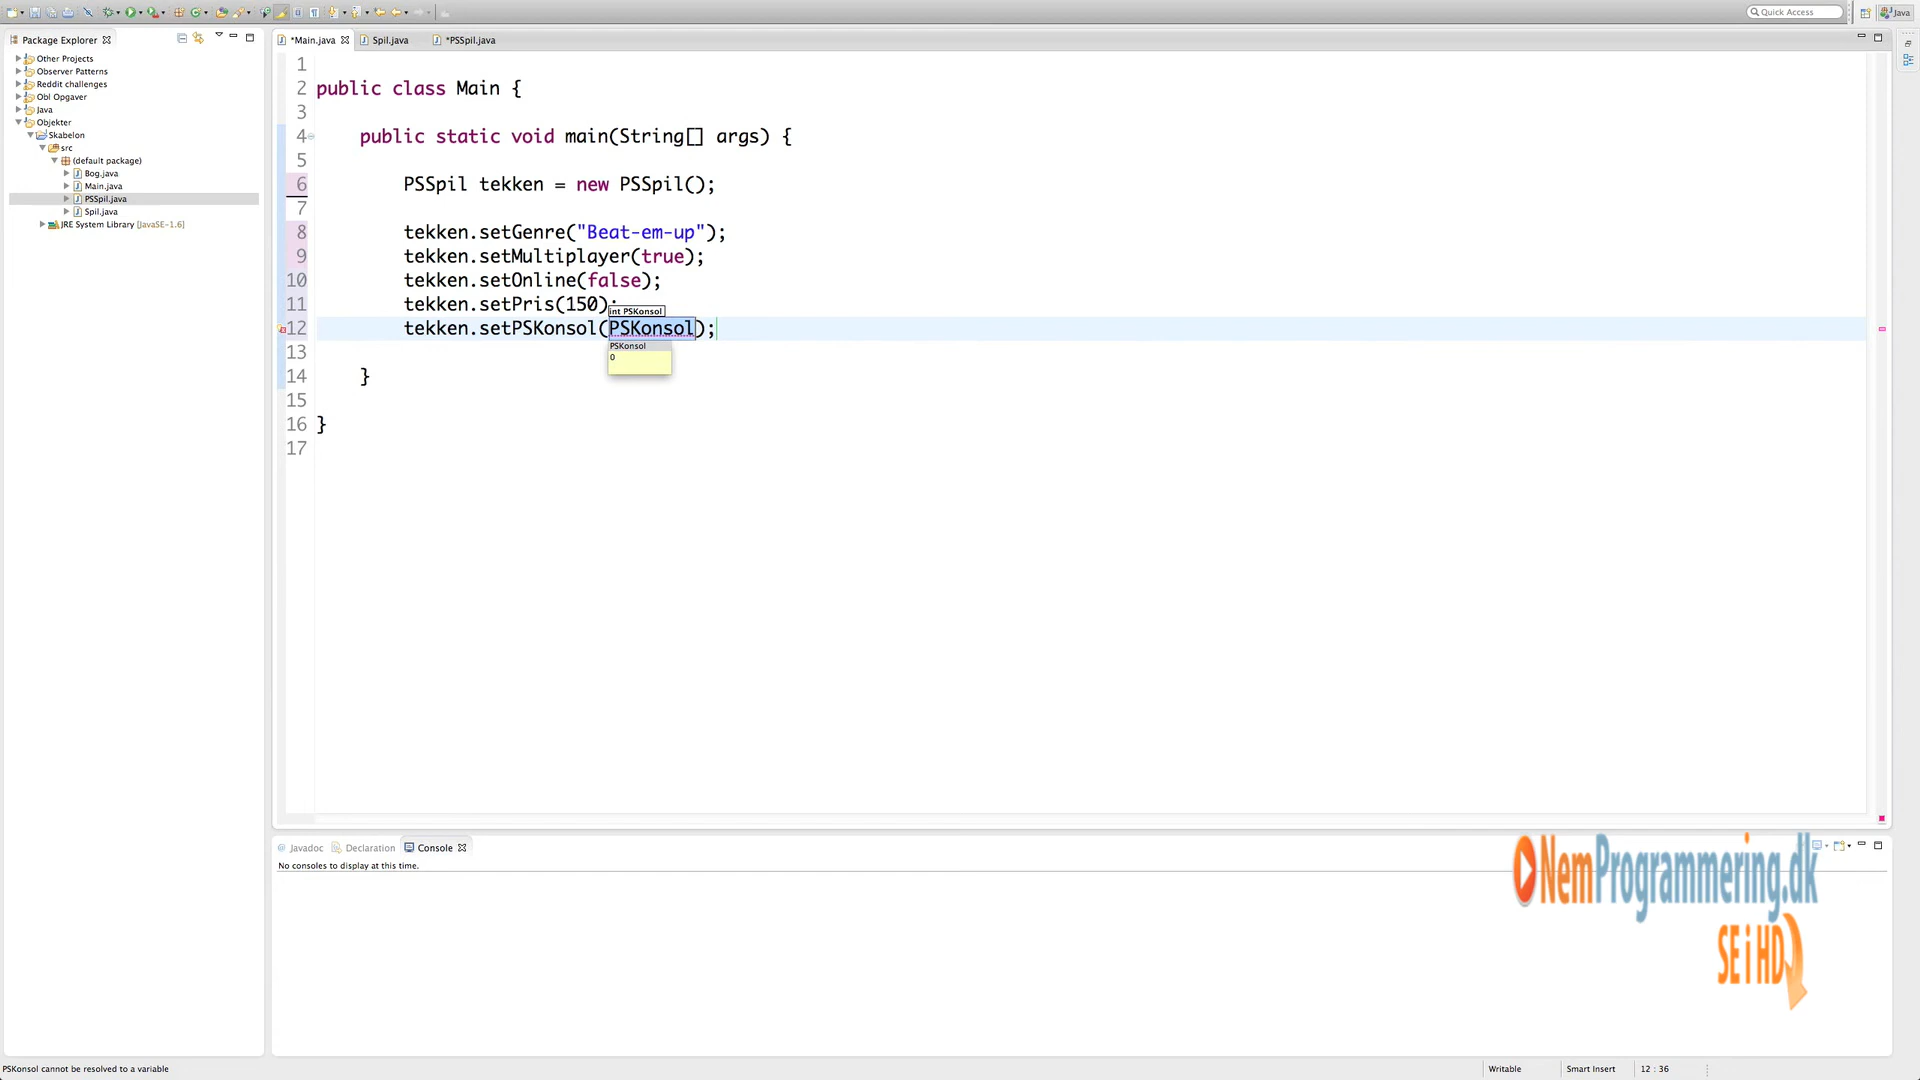 Quick Access
Java
Package Explorer
Other Projects
Observer Patterns
Reddit challenges
Obl Opgaver
Java
Objekter
Skabelon
src
(default package)
Bog.java
Main.java
PSSpil.java
Spil.java
JRE System Library [JavaSE-1.6]
*Main.java
Spil.java
*PSSpil.java
1
2 public class Main {
3
4 public static void main(String[] args) {
5
6 PSSpil tekken = new PSSpil();
7
8 tekken.setGenre("Beat-em-up");
9 tekken.setMultiplayer(true);
10 tekken.setOnline(false);
11 tekken.setPris(150);
int PSKonsol
12 tekken.setPSKonsol(PSKonsol);
PSKonsol
0
13
14 }
15
16 }
17
Javadoc
Declaration
Console
No consoles to display at this time.
NemProgrammering.dk
SE i HD
PSKonsol cannot be resolved to a variable
Writable
Smart Insert
12 : 36